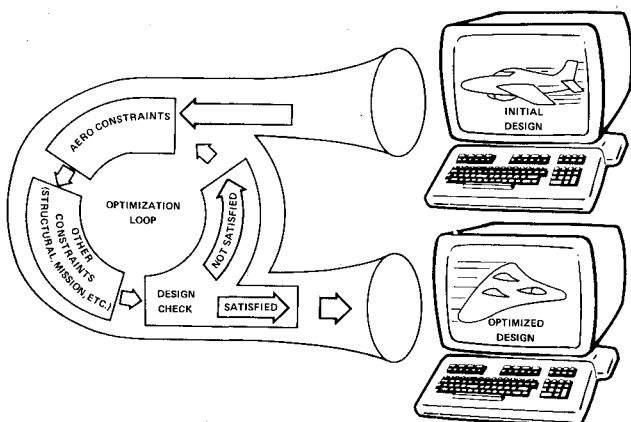 INITIAL
DESIGN
AERO CONSTRAINTS
OTHER
CONSTRAINTS
(STRUCTURAL, MISSION, ETC.)
OPTIMIZATION
LOOP
NOT SATISFIED
DESIGN
CHECK
SATISFIED
OPTIMIZED
DESIGN